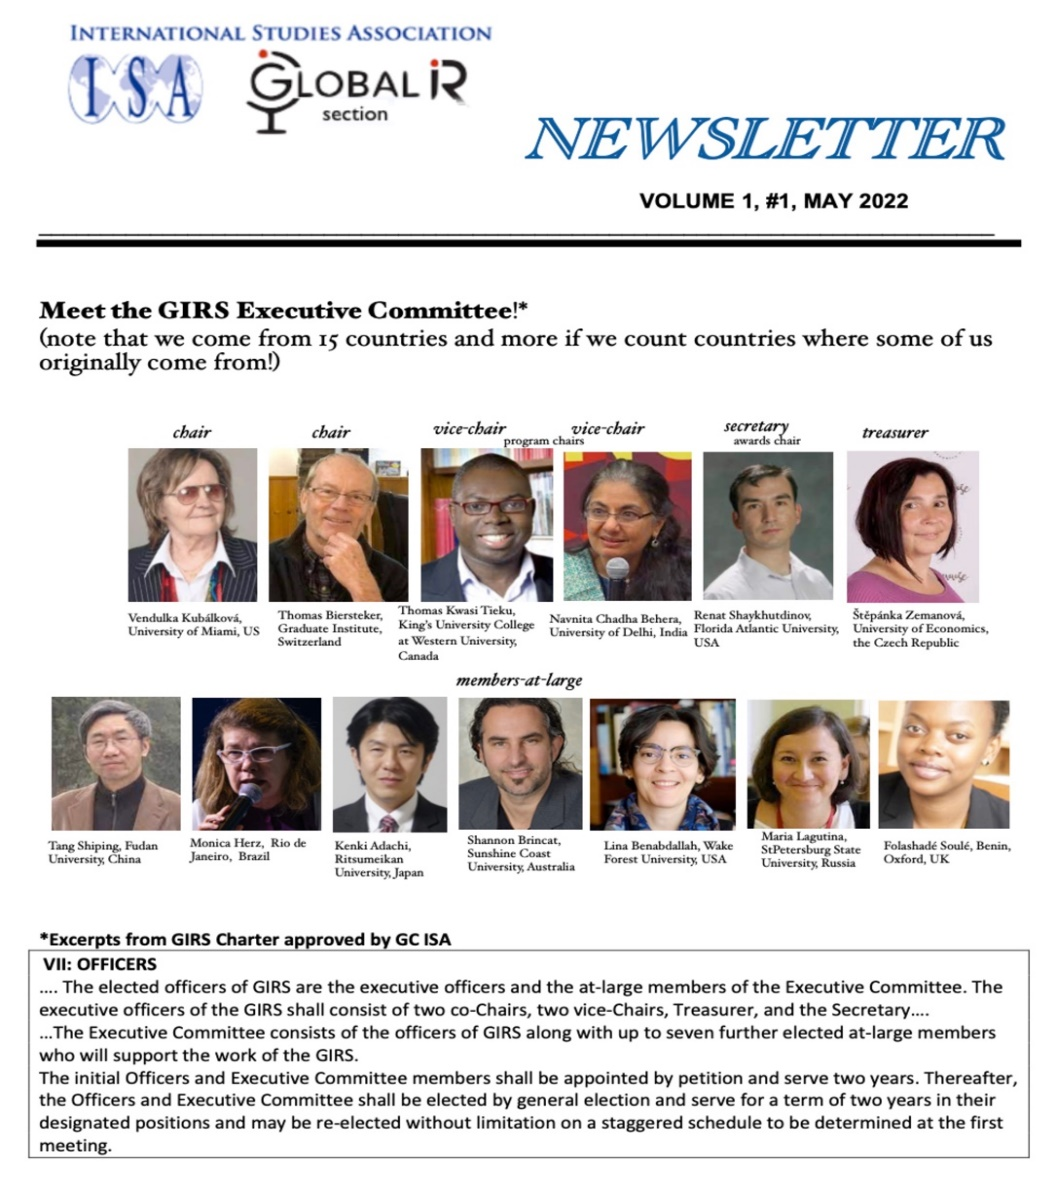 INTERNATIONAL STUDIES ASSOCIATION
ISA
GLOBAL IR
section
NEWSLETTER
VOLUME 1, #1, MAY 2022
Meet the GIRS Executive Committee!*
(note that we come from 15 countries and more if we count countries where some of us
originally come from!)
chair
chair
vice-chair
vice-chair
program chairs
secretary
awards chair
treasurer
Vendulka Kubálková,
University of Miami, US
Thomas Biersteker,
Graduate Institute,
Switzerland
Thomas Kwasi Tieku,
King's University College
at Western University,
Canada
Navnita Chadha Behera,
University of Delhi, India
Renat Shaykhutdinov,
Florida Atlantic University,
USA
Štěpánka Zemanová,
University of Economics,
the Czech Republic
members-at-large
Tang Shiping, Fudan
University, China
Monica Herz, Rio de
Janeiro, Brazil
Kenki Adachi,
Ritsumeikan
University, Japan
Shannon Brincat,
Sunshine Coast
University, Australia
Lina Benabdallah, Wake
Forest University, USA
Maria Lagutina,
StPetersburg State
University, Russia
Folashadé Soulé, Benin,
Oxford, UK
*Excerpts from GIRS Charter approved by GC ISA
VII: OFFICERS
.... The elected officers of GIRS are the executive officers and the at-large members of the Executive Committee. The
executive officers of the GIRS shall consist of two co-Chairs, two vice-Chairs, Treasurer, and the Secretary....
...The Executive Committee consists of the officers of GIRS along with up to seven further elected at-large members
who will support the work of the GIRS.
The initial Officers and Executive Committee members shall be appointed by petition and serve two years. Thereafter,
the Officers and Executive Committee shall be elected by general election and serve for a term of two years in their
designated positions and may be re-elected without limitation on a staggered schedule to be determined at the first
meeting.